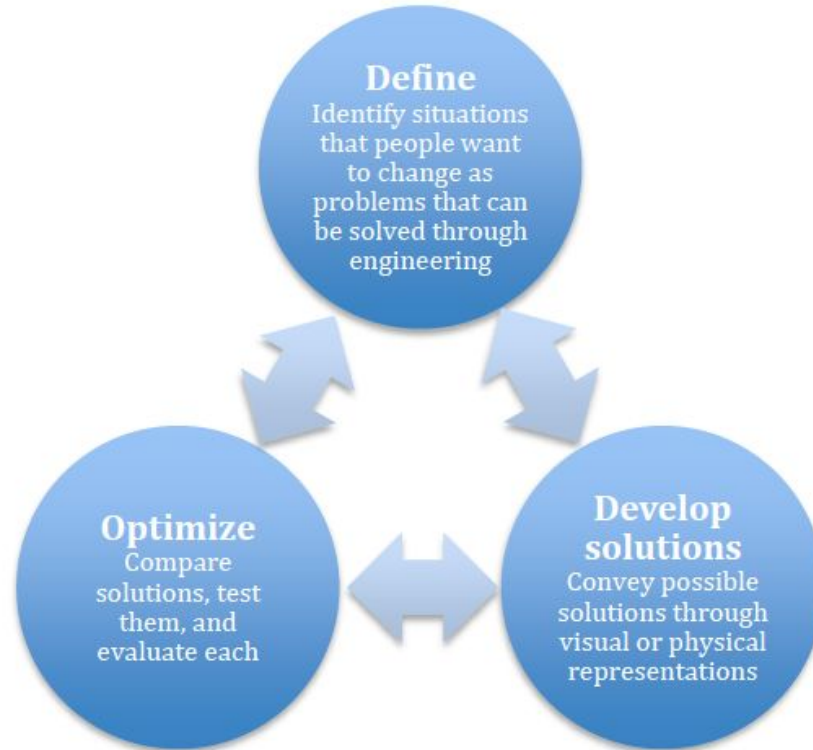 Define
Identify situations
that people want
to change as
problems that can
be solved through
engineering
Optimize
Compare
solutions, test
them, and
evaluate each
Develop
solutions
Convey possible
solutions through
visual or physical
representations